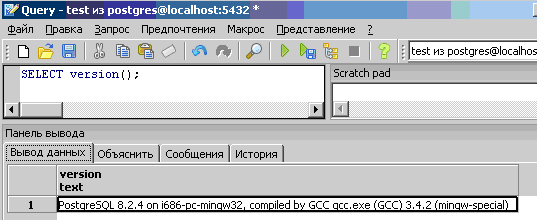 Query - test из postgres@localhost:5432 *
Файл Правка Запрос Предпочтения Макрос Представление ?
test из postgres@localhos
SELECT version();
Scratch pad
Панель вывода
Вывод данных Объяснить Сообщения История
version
text
1 PostgreSQL 8.2.4 on i686-pc-mingw32, compiled by GCC gcc.exe (GCC) 3.4.2 (mingw-special)